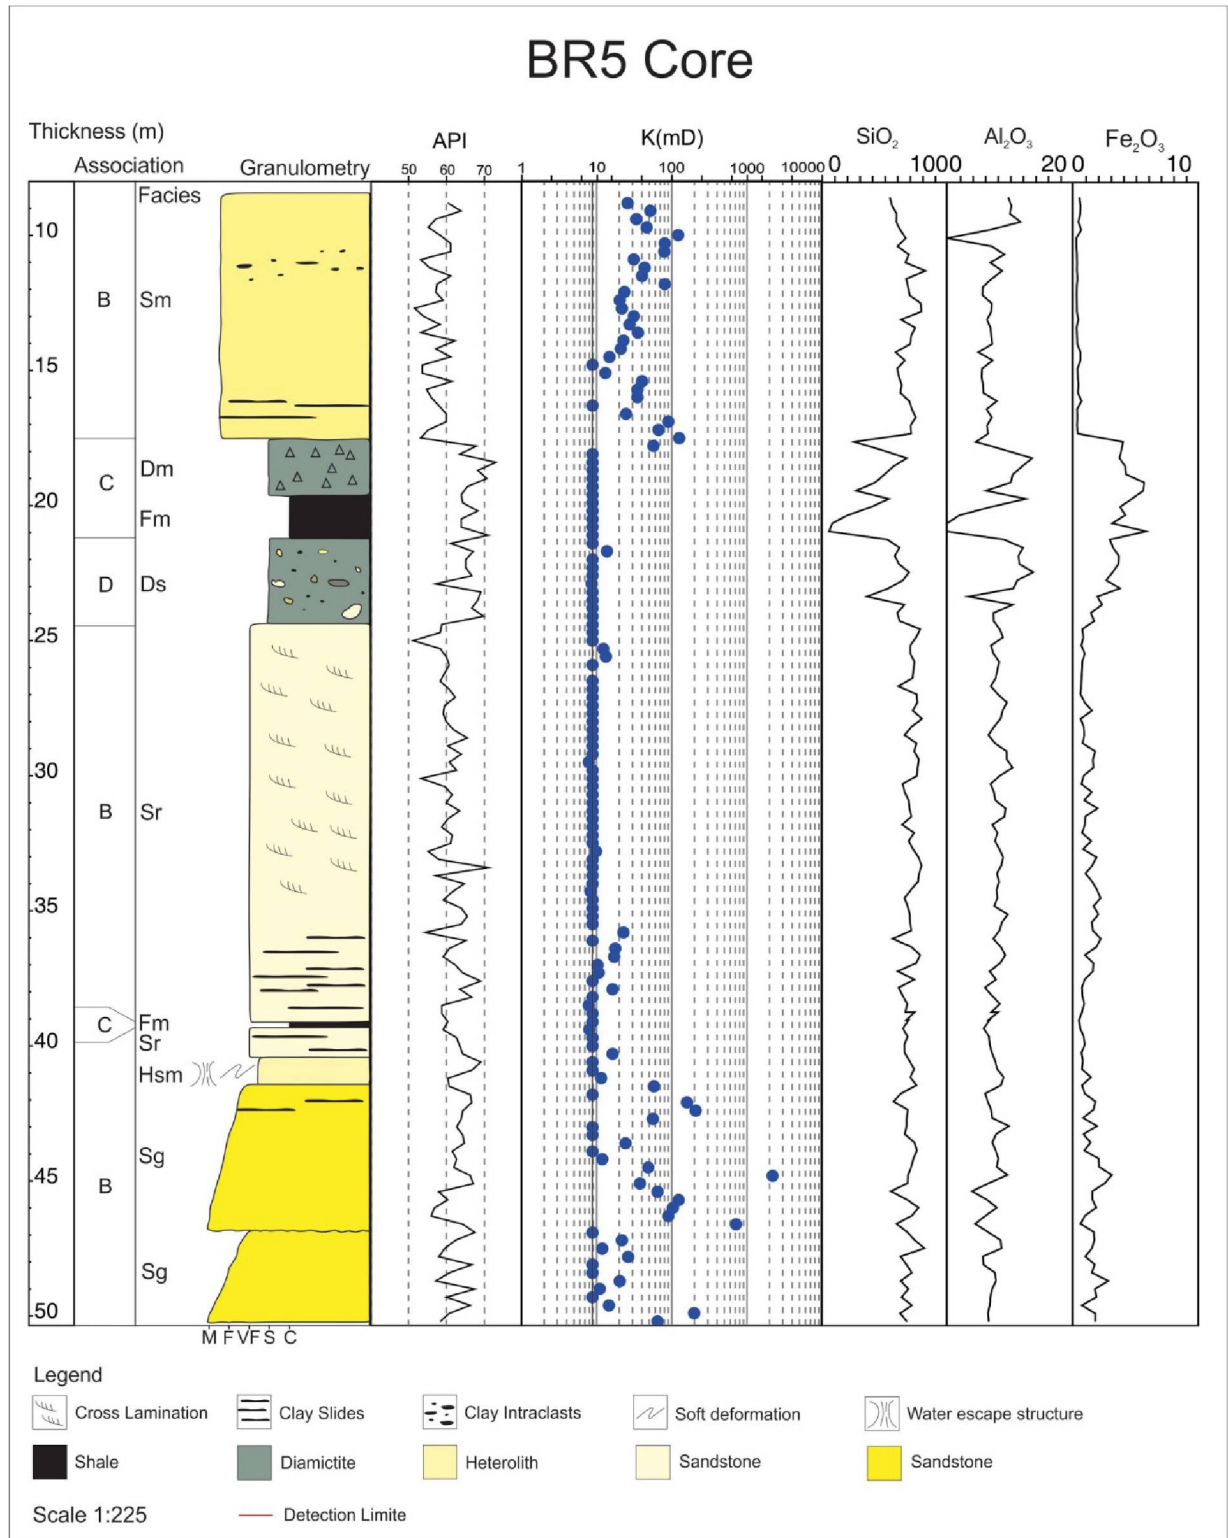 BR5 Core
Thickness (m)
Association
Granulometry
API
K(mD)
SiO₂
Al₂O₃
Fe₂O₃
50 60 70
1 10 100 1000 100000
0 100
0 20
0 10
Facies
10
B Sm
15
Dm
C
20
Fm
D Ds
25
30
B Sr
35
C Fm
40
Sr
Hsm
Sg
45
B
Sg
50
M F VF S C
Legend
Cross Lamination Clay Slides Clay Intraclasts Soft deformation Water escape structure
Shale Diamictite Heterolith Sandstone Sandstone
Scale 1:225 Detection Limite